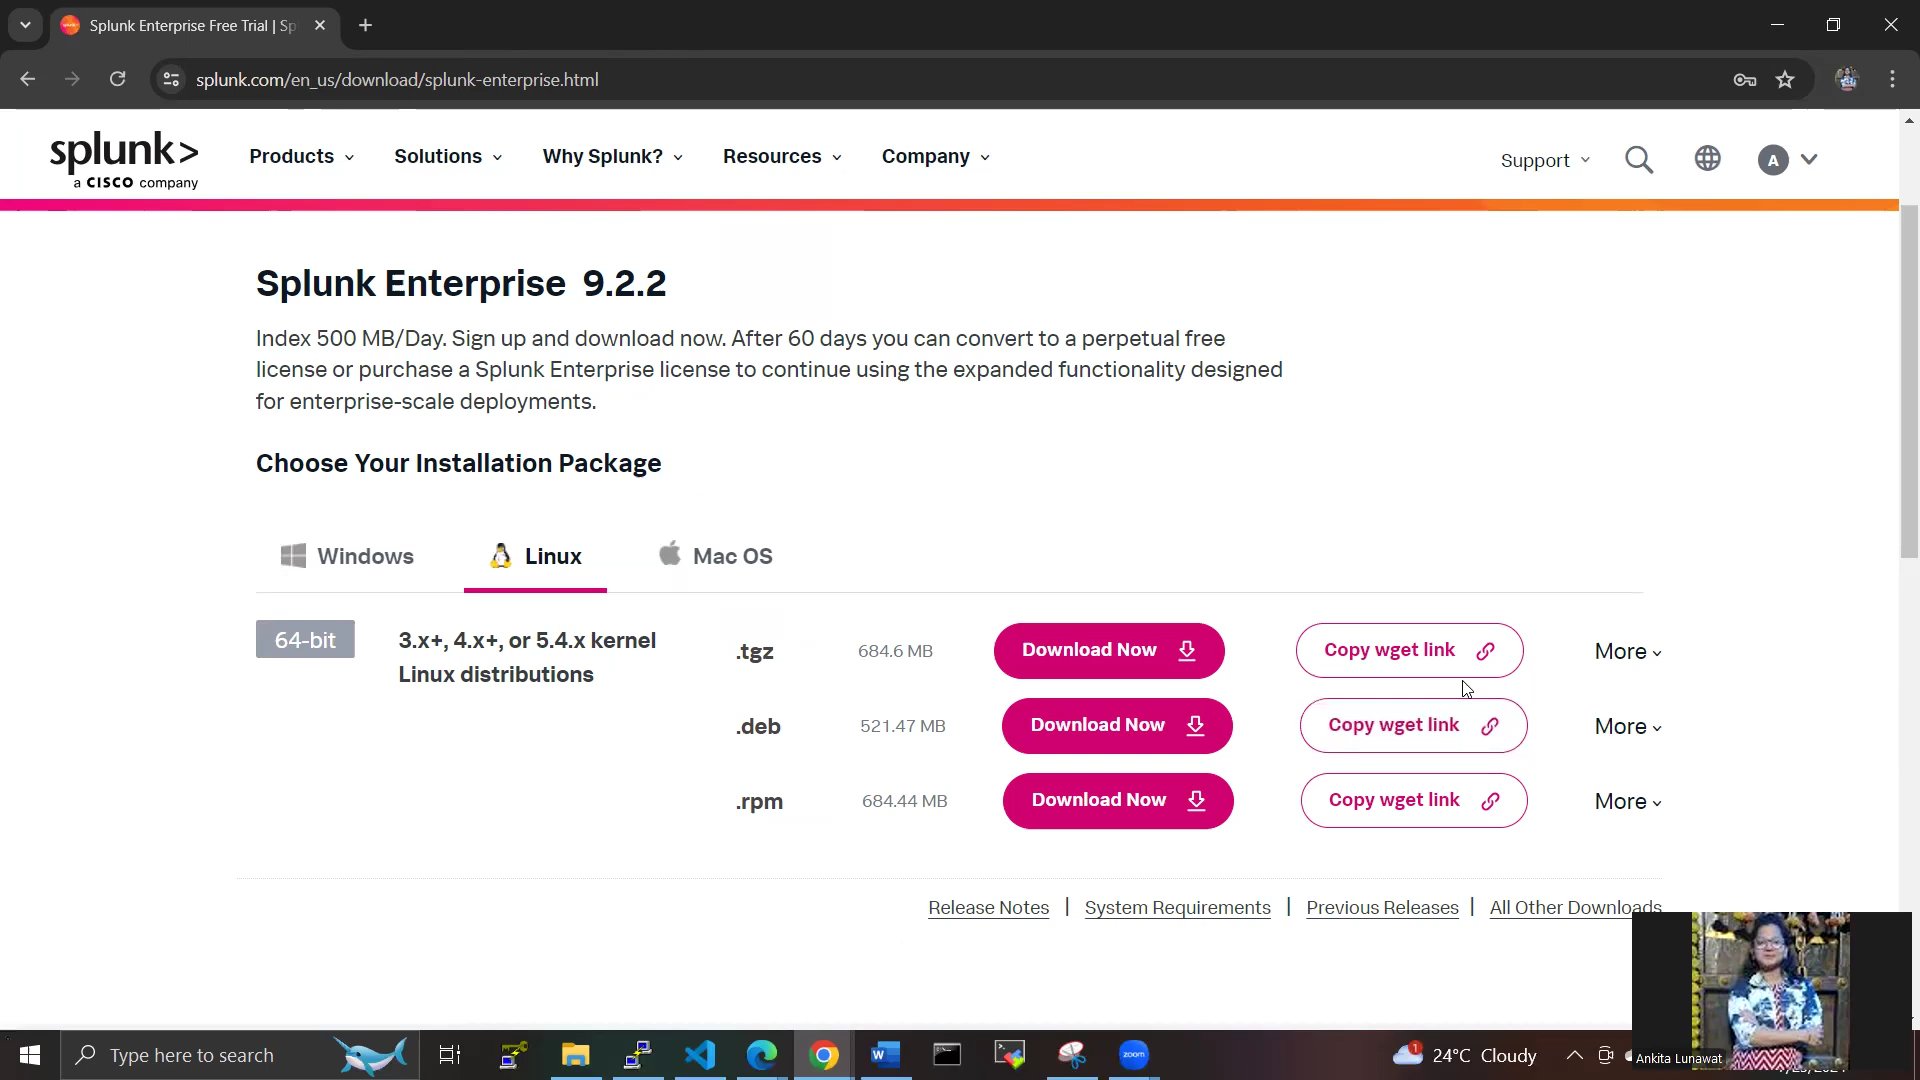 Splunk Enterprise Free Trial | Sp
splunk.com/en_us/download/splunk-enterprise.html
splunk>
a CISCO company
Products
Solutions
Why Splunk?
Resources
Company
Support
A
Splunk Enterprise 9.2.2
Index 500 MB/Day. Sign up and download now. After 60 days you can convert to a perpetual free
license or purchase a Splunk Enterprise license to continue using the expanded functionality designed
for enterprise-scale deployments.
Choose Your Installation Package
Windows
Linux
Mac OS
64-bit
3.x+, 4.x+, or 5.4.x kernel
Linux distributions
.tgz 684.6 MB Download Now Copy wget link More
.deb 521.47 MB Download Now Copy wget link More
.rpm 684.44 MB Download Now Copy wget link More
Release Notes | System Requirements | Previous Releases | All Other Downloads
Ankita Lunawat
Type here to search
zoom
1
24°C Cloudy